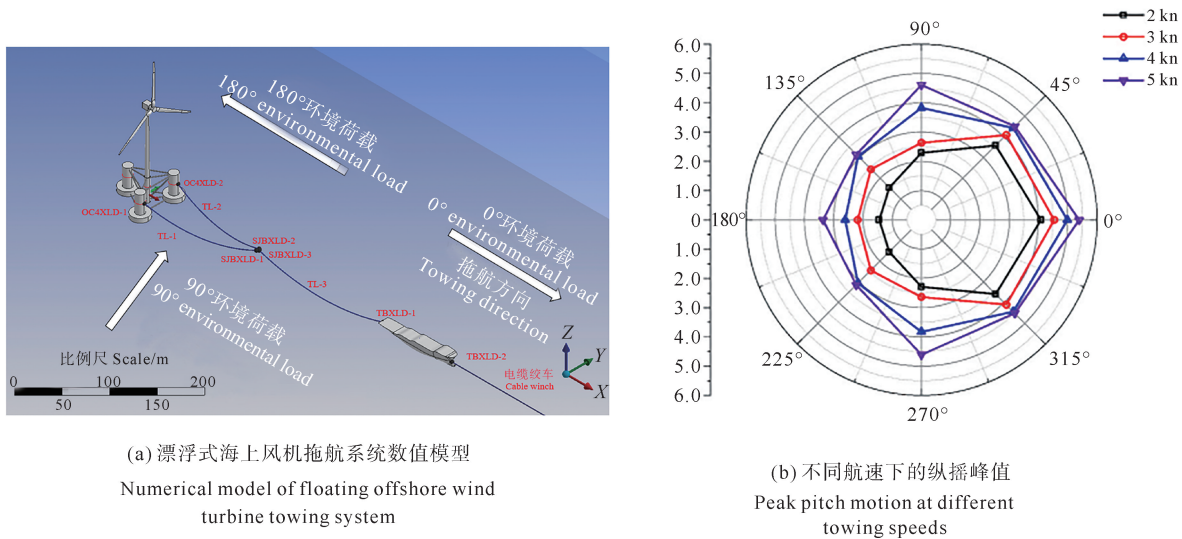 180°环境荷载
180° environmental load
OC4XLD-2
OC4XLD-1
TL-2
TL-1
SJBXLD-2
SJBXLD-1
SJBXLD-3
0°环境荷载
0° environmental load
拖航方向
Towing direction
TL-3
90°环境荷载
90° environmental load
TBXLD-1
TBXLD-2
电缆绞车
Cable winch
Z
Y
X
比例尺 Scale/m
0 100 200
50 150
(a) 漂浮式海上风机拖航系统数值模型
Numerical model of floating offshore wind
turbine towing system
2 kn
3 kn
4 kn
5 kn
6.0
5.0
4.0
3.0
2.0
1.0
0
1.0
2.0
3.0
4.0
5.0
6.0
90°
135°
45°
180°
0°
225°
315°
270°
(b) 不同航速下的纵摇峰值
Peak pitch motion at different
towing speeds